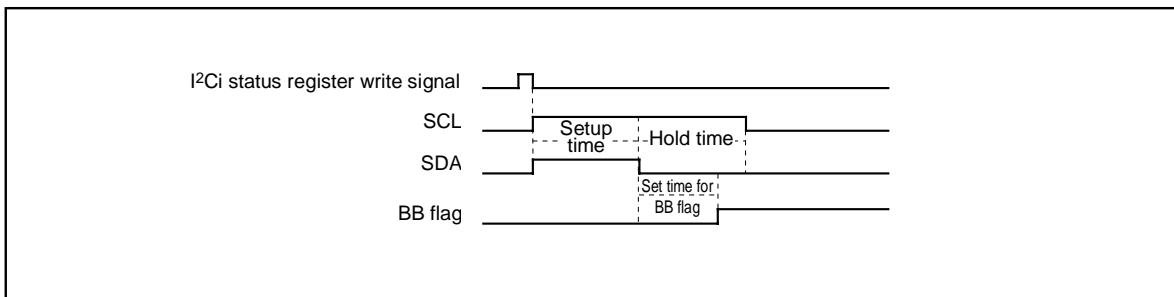 I²Ci status register write signal
SCL
Setup
time
Hold time
SDA
Set time for
BB flag
BB flag